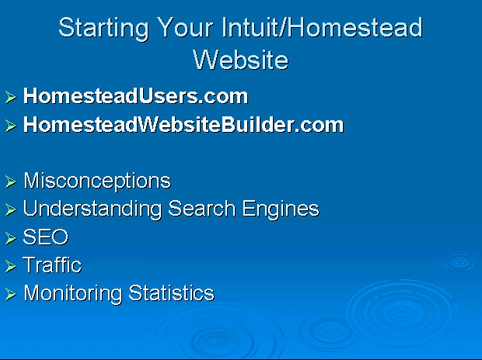 Starting Your Intuit/Homestead
Website
HomesteadUsers.com
HomesteadWebsiteBuilder.com
Misconceptions
Understanding Search Engines
SEO
Traffic
Monitoring Statistics